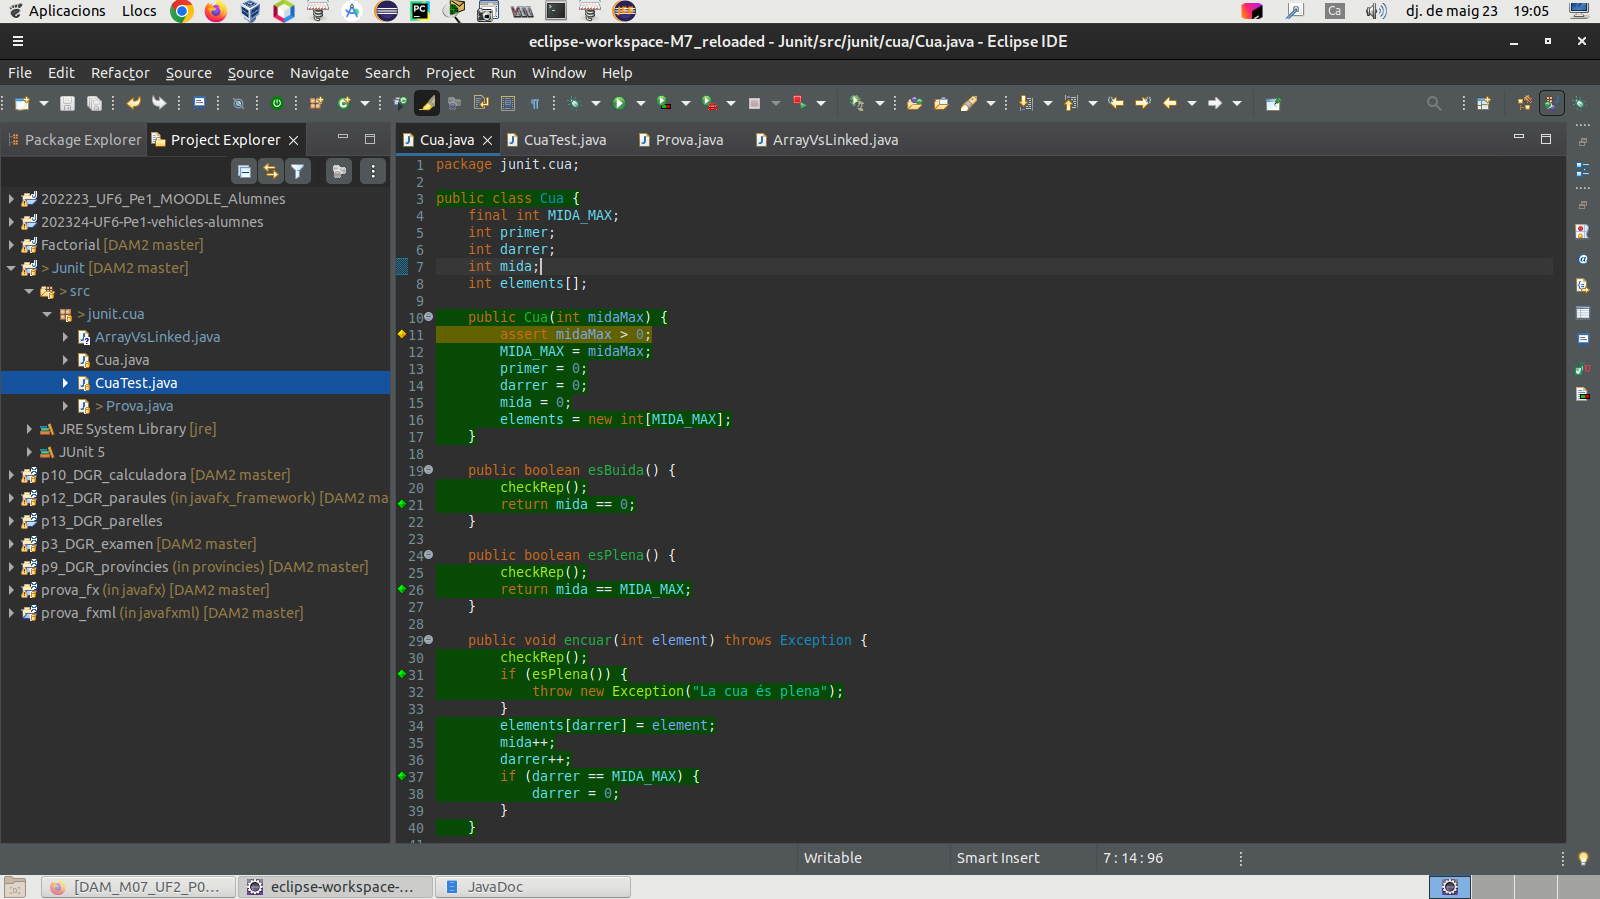 Aplicacions Llocs Ca dj. de maig 23 19:05
eclipse-workspace-M7_reloaded - Junit/src/junit/cua/Cua.java - Eclipse IDE
File Edit Refactor Source Source Navigate Search Project Run Window Help
Package Explorer Project Explorer Cua.java CuaTest.java Prova.java ArrayVsLinked.java
202223_UF6_Pe1_MOODLE_Alumnes
202324-UF6-Pe1-vehicles-alumnes
Factorial [DAM2 master]
> Junit [DAM2 master]
> src
> junit.cua
ArrayVsLinked.java
Cua.java
CuaTest.java
> Prova.java
JRE System Library [jre]
JUnit 5
p10_DGR_calculadora [DAM2 master]
p12_DGR_paraules (in javafx_framework) [DAM2 ma
p13_DGR_parelles
p3_DGR_examen [DAM2 master]
p9_DGR_províncies (in províncies) [DAM2 master]
prova_fx (in javafx) [DAM2 master]
prova_fxml (in javafxml) [DAM2 master]
1 package junit.cua;
2
3 public class Cua {
4 final int MIDA_MAX;
5 int primer;
6 int darrer;
7 int mida;
8 int elements[];
9
10 public Cua(int midaMax) {
11 assert midaMax > 0;
12 MIDA_MAX = midaMax;
13 primer = 0;
14 darrer = 0;
15 mida = 0;
16 elements = new int[MIDA_MAX];
17 }
18
19 public boolean esBuida() {
20 checkRep();
21 return mida == 0;
22 }
23
24 public boolean esPlena() {
25 checkRep();
26 return mida == MIDA_MAX;
27 }
28
29 public void encuar(int element) throws Exception {
30 checkRep();
31 if (esPlena()) {
32 throw new Exception("La cua és plena");
33 }
34 elements[darrer] = element;
35 mida++;
36 darrer++;
37 if (darrer == MIDA_MAX) {
38 darrer = 0;
39 }
40 }
Writable Smart Insert 7 : 14 : 96
[DAM_M07_UF2_P0... eclipse-workspace-... JavaDoc